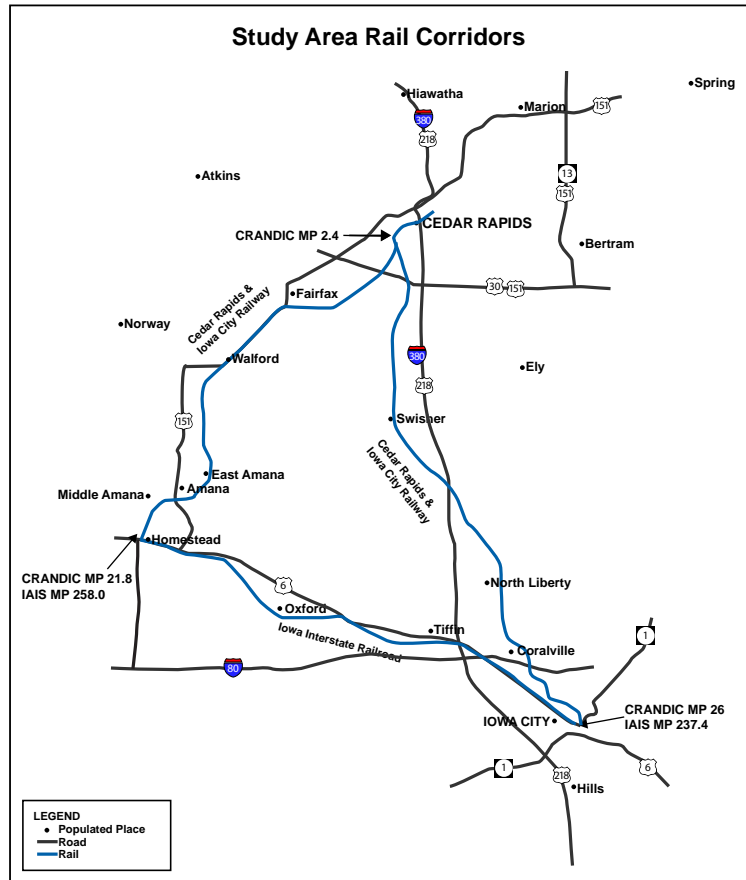 Study Area Rail Corridors
Spring
Hiawatha
Marion
151
380
218
Atkins
13
151
CEDAR RAPIDS
CRANDIC MP 2.4
Bertram
30
151
Fairfax
Cedar Rapids &
Iowa City Railway
Norway
380
Walford
Ely
218
151
Swisher
Cedar Rapids &
Iowa City Railway
East Amana
Amana
Middle Amana
Homestead
CRANDIC MP 21.8
IAIS MP 258.0
6
North Liberty
Oxford
Tiffin
1
Iowa Interstate Railroad
Coralville
80
CRANDIC MP 26
IAIS MP 237.4
IOWA CITY
1
6
218
Hills
LEGEND
Populated Place
Road
Rail